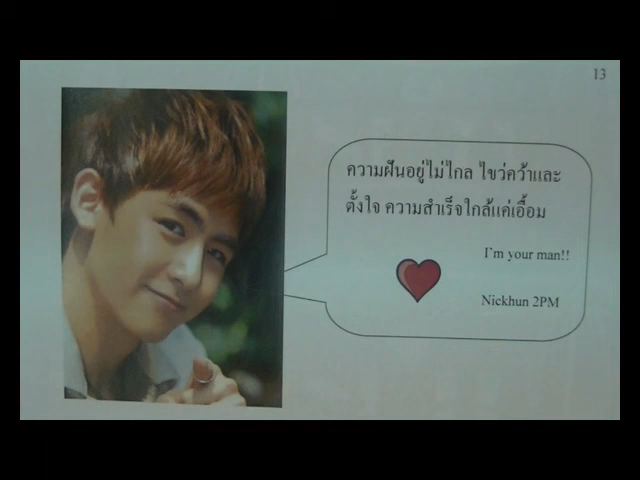 13
ความฝันอยู่ไม่ไกล ไขว่คว้าและ
ตั้งใจ ความสำเร็จใกล้แค่เอื้อม
I'm your man!!
Nickhun 2PM